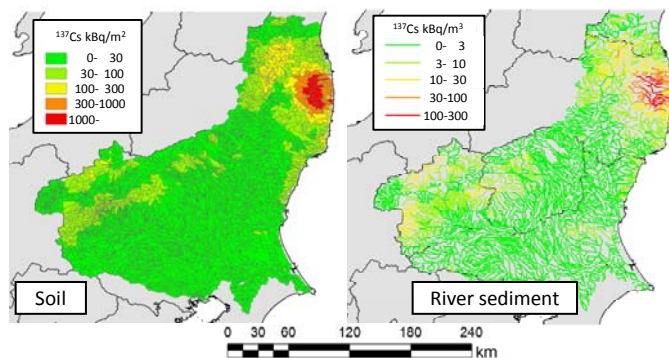 ¹³⁷Cs kBq/m²
0- 30
30- 100
100- 300
300-1000
1000-
Soil
¹³⁷Cs kBq/m³
0- 3
3- 10
10- 30
30-100
100-300
River sediment
0 30 60 120 180 240
km